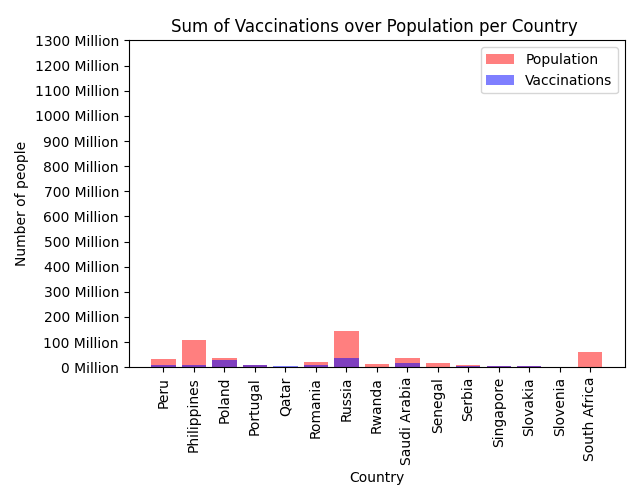 Sum of Vaccinations over Population per Country
1300 Million
1200 Million
1100 Million
1000 Million
900 Million
800 Million
700 Million
600 Million
500 Million
400 Million
300 Million
200 Million
100 Million
0 Million
Number of people
Population
Vaccinations
Peru
Philippines
Poland
Portugal
Qatar
Romania
Russia
Rwanda
Saudi Arabia
Senegal
Serbia
Singapore
Slovakia
Slovenia
South Africa
Country